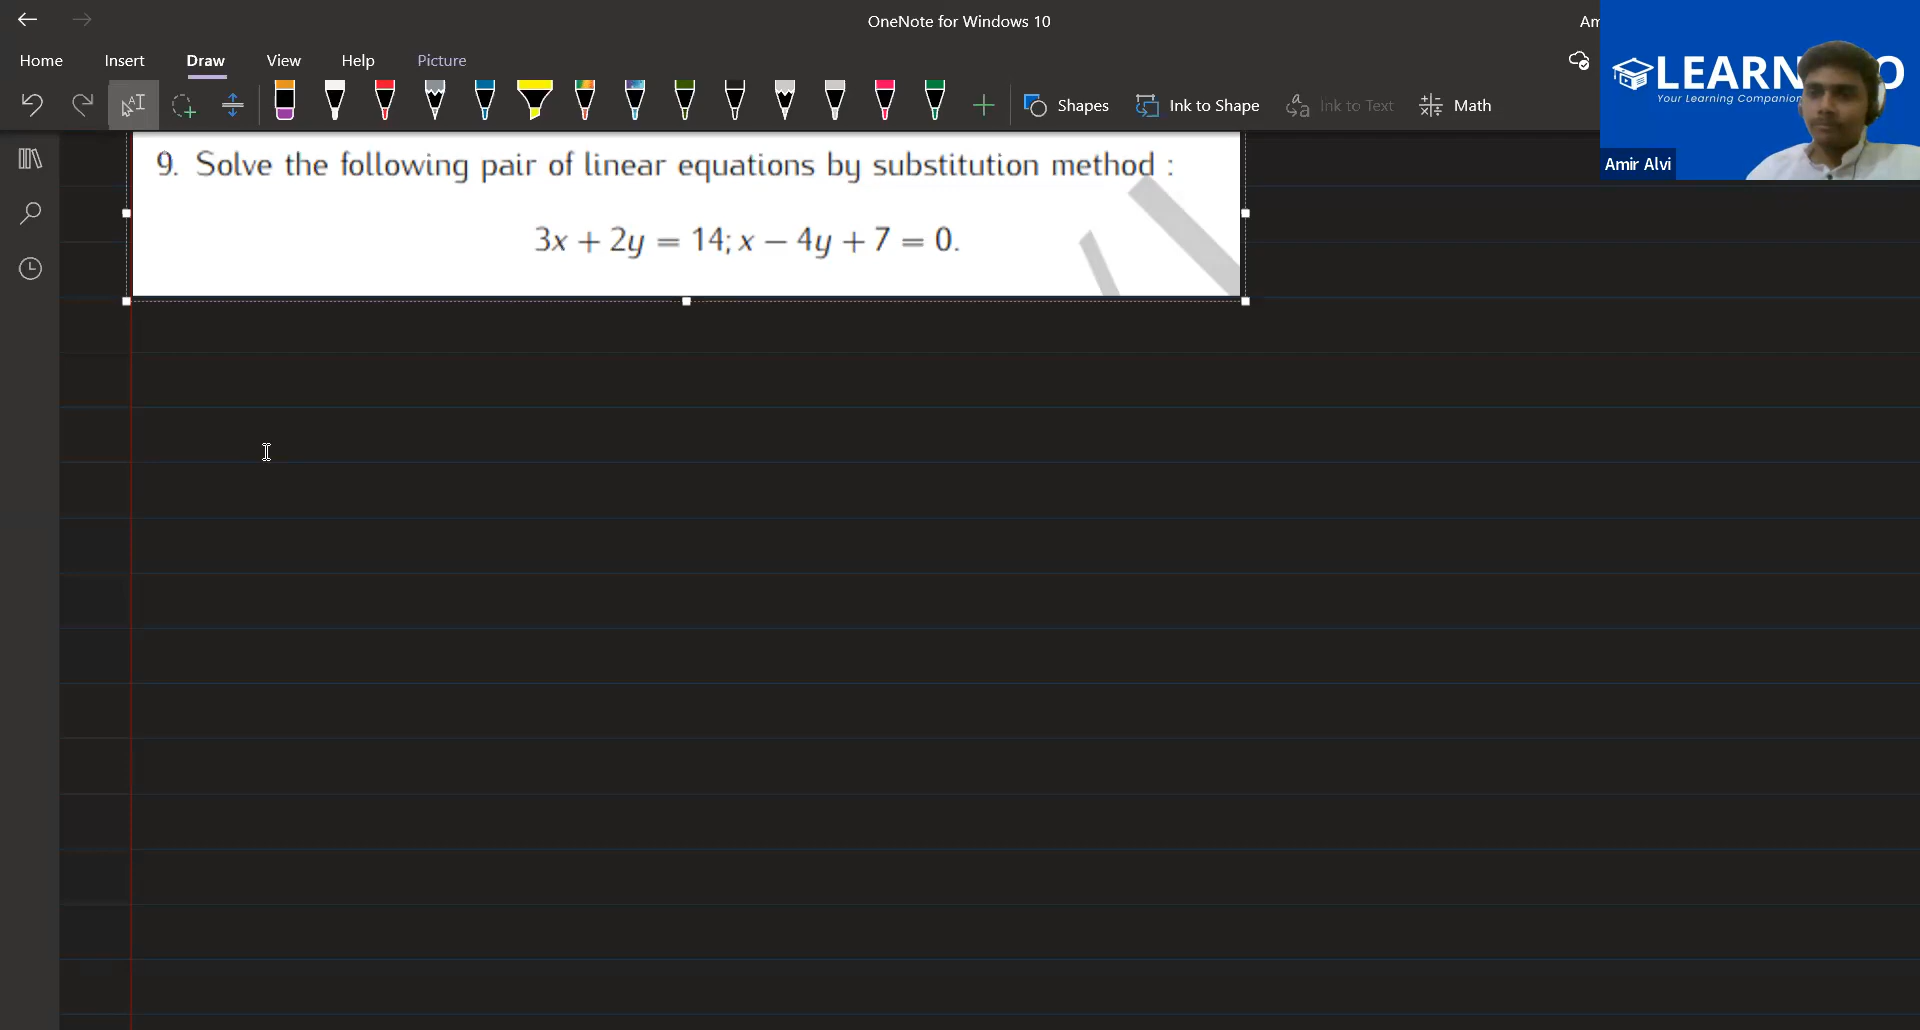 OneNote for Windows 10
Am
Home Insert Draw View Help Picture
Shapes Ink to Shape Ink to Text Math
LEARN O
Your Learning Companion
Amir Alvi
9. Solve the following pair of linear equations by substitution method :
3x + 2y = 14; x – 4y + 7 = 0.